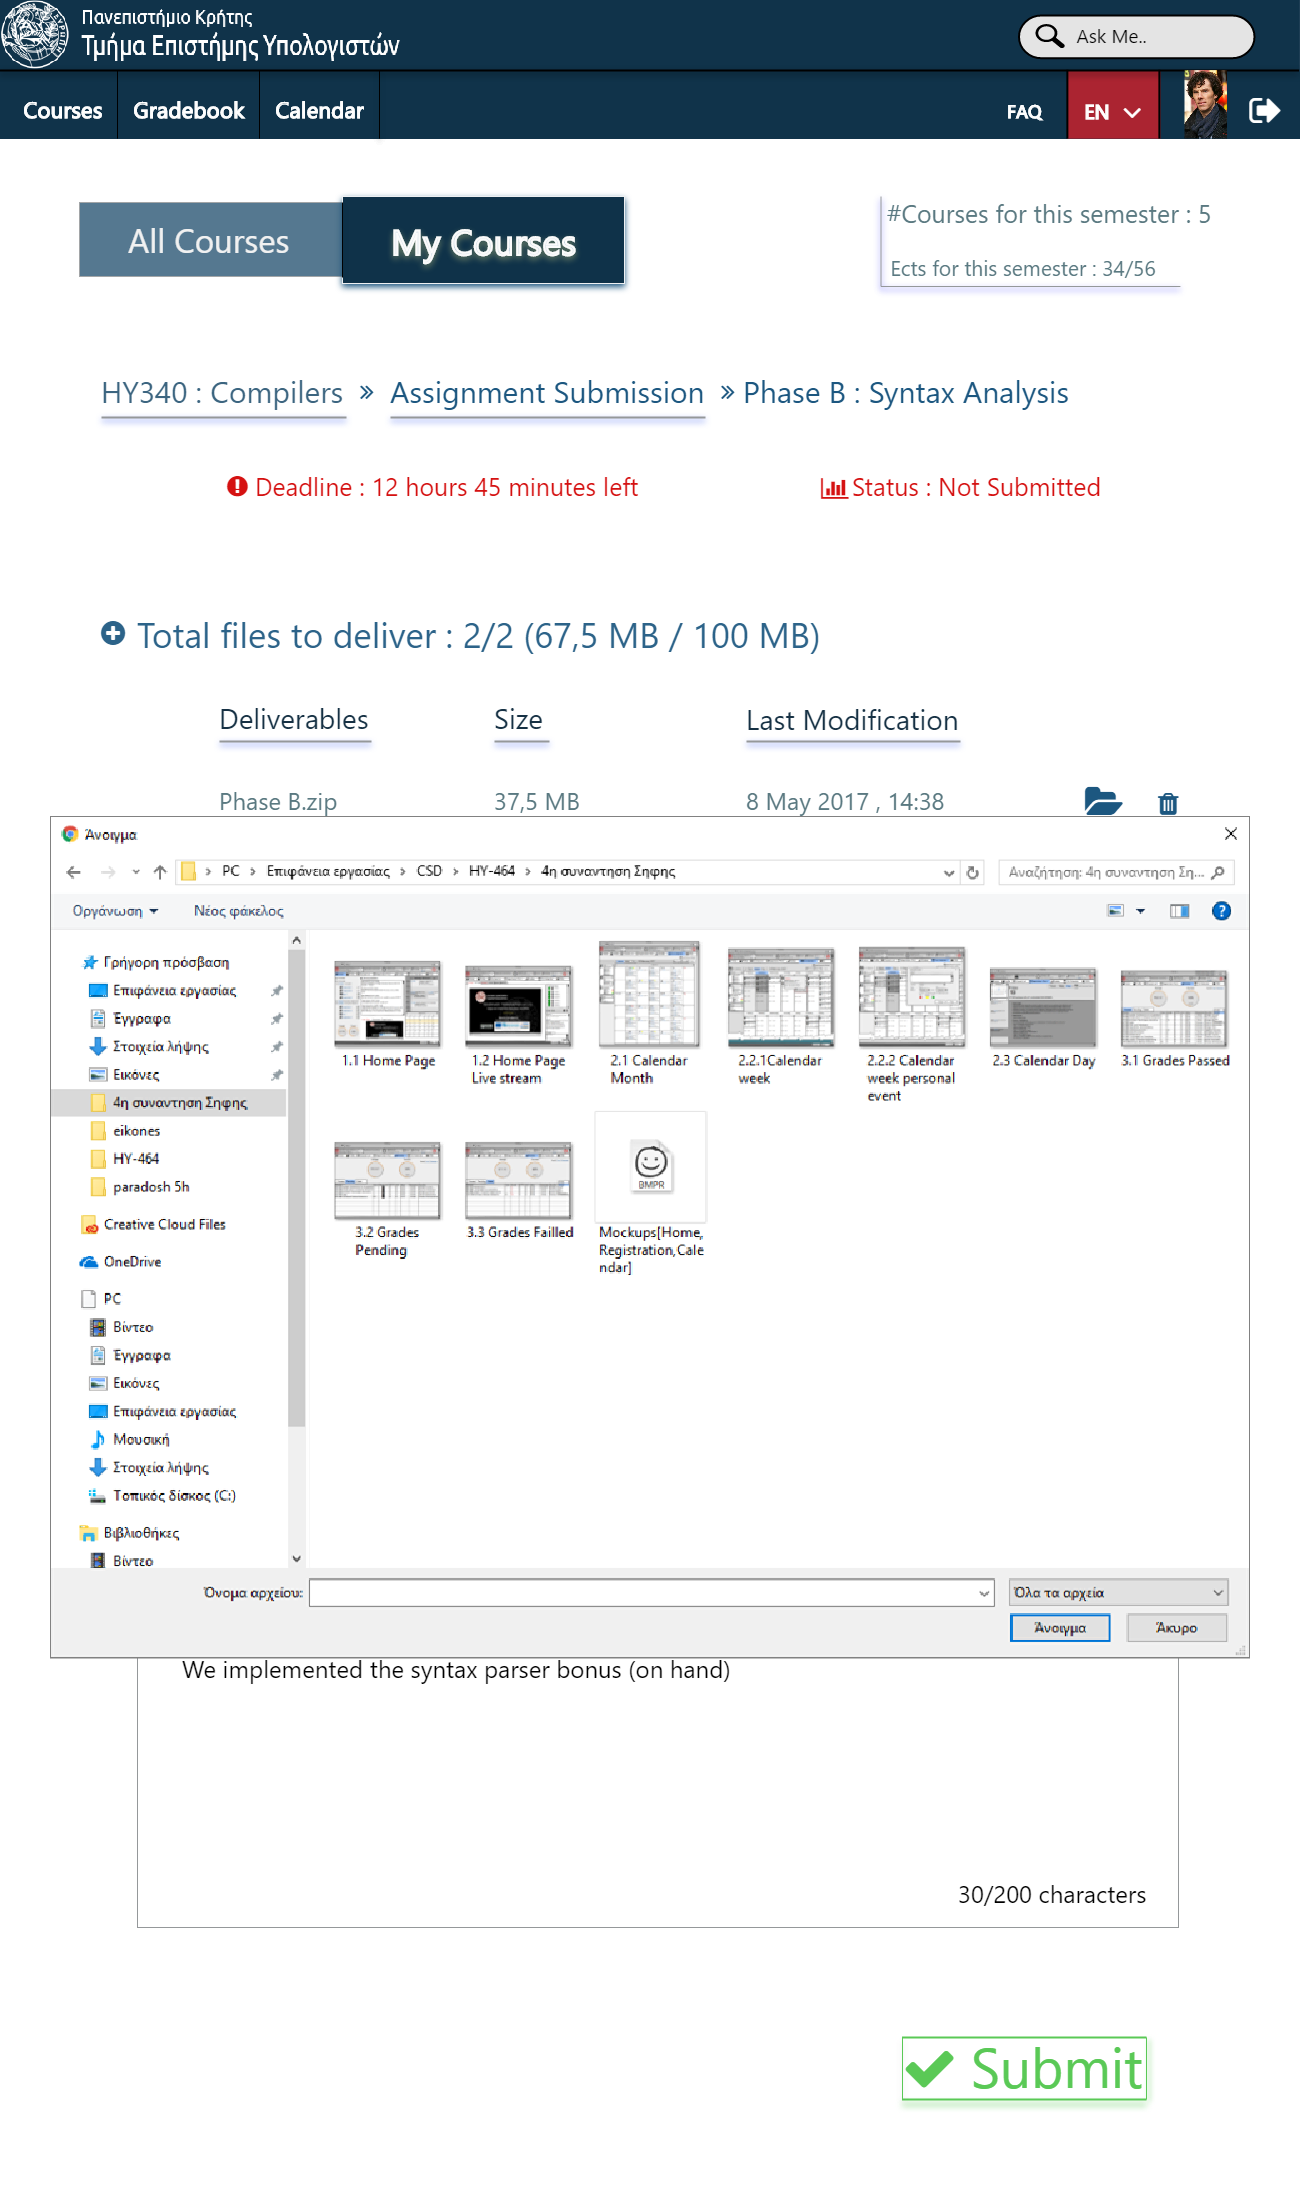 Πανεπιστήμιο Κρήτης
Τμήμα Επιστήμης Υπολογιστών
Ask Me..
Courses Gradebook Calendar
FAQ EN
All Courses My Courses
#Courses for this semester : 5
Ects for this semester : 34/56
HY340 : Compilers » Assignment Submission » Phase B : Syntax Analysis
Deadline : 12 hours 45 minutes left
Status : Not Submitted
Total files to deliver : 2/2 (67,5 MB / 100 MB)
Deliverables Size Last Modification
Phase B.zip 37,5 MB 8 May 2017 , 14:38
Άνοιγμα
PC > Επιφάνεια εργασίας > CSD > HY-464 > 4η συναντηση Σηφης
Αναζήτηση: 4η συναντηση Ση...
Οργάνωση Νέος φάκελος
Γρήγορη πρόσβαση
Επιφάνεια εργασίας
Έγγραφα
Στοιχεία λήψης
Εικόνες
4η συναντηση Σηφης
eikones
HY-464
paradosh 5h
Creative Cloud Files
OneDrive
PC
Βίντεο
Έγγραφα
Εικόνες
Επιφάνεια εργασίας
Μουσική
Στοιχεία λήψης
Τοπικός δίσκος (C:)
Βιβλιοθήκες
Βίντεο
1.1 Home Page
1.2 Home Page
Live stream
2.1 Calendar
Month
2.2.1Calendar
week
2.2.2 Calendar
week personal
event
2.3 Calendar Day
3.1 Grades Passed
3.2 Grades
Pending
3.3 Grades Failled
BMPR
Mockups[Home,
Registration,Cale
ndar]
Όνομα αρχείου:
Όλα τα αρχεία
Άνοιγμα Άκυρο
We implemented the syntax parser bonus (on hand)
30/200 characters
Submit